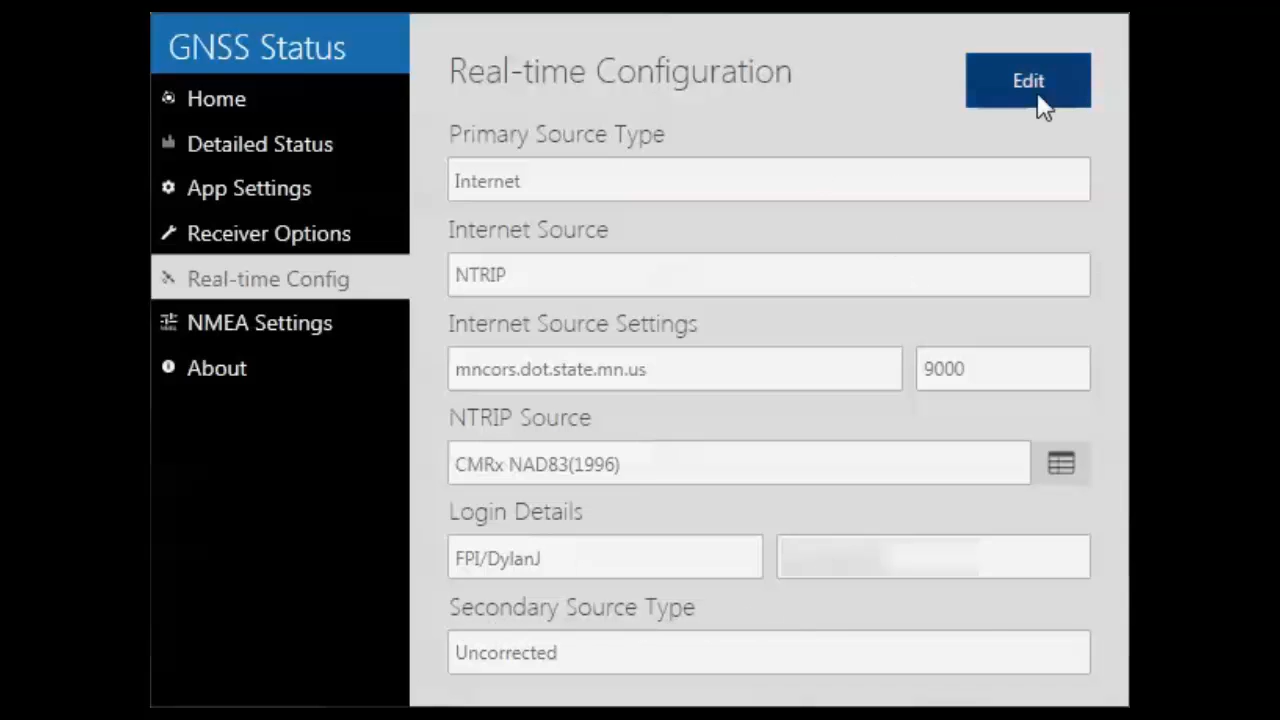 GNSS Status
Home
Detailed Status
App Settings
Receiver Options
Real-time Config
NMEA Settings
About
Real-time Configuration
Edit
Primary Source Type
Internet
Internet Source
NTRIP
Internet Source Settings
mncors.dot.state.mn.us 9000
NTRIP Source
CMRx NAD83(1996)
Login Details
FPI/DylanJ
Secondary Source Type
Uncorrected